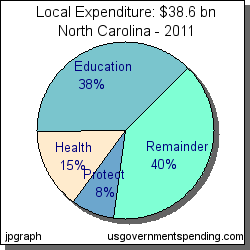 Local Expenditure: $38.6 bn
North Carolina - 2011
Education
38%
Remainder
40%
Health
15%
Protect
8%
jpgraph
usgovernmentspending.com